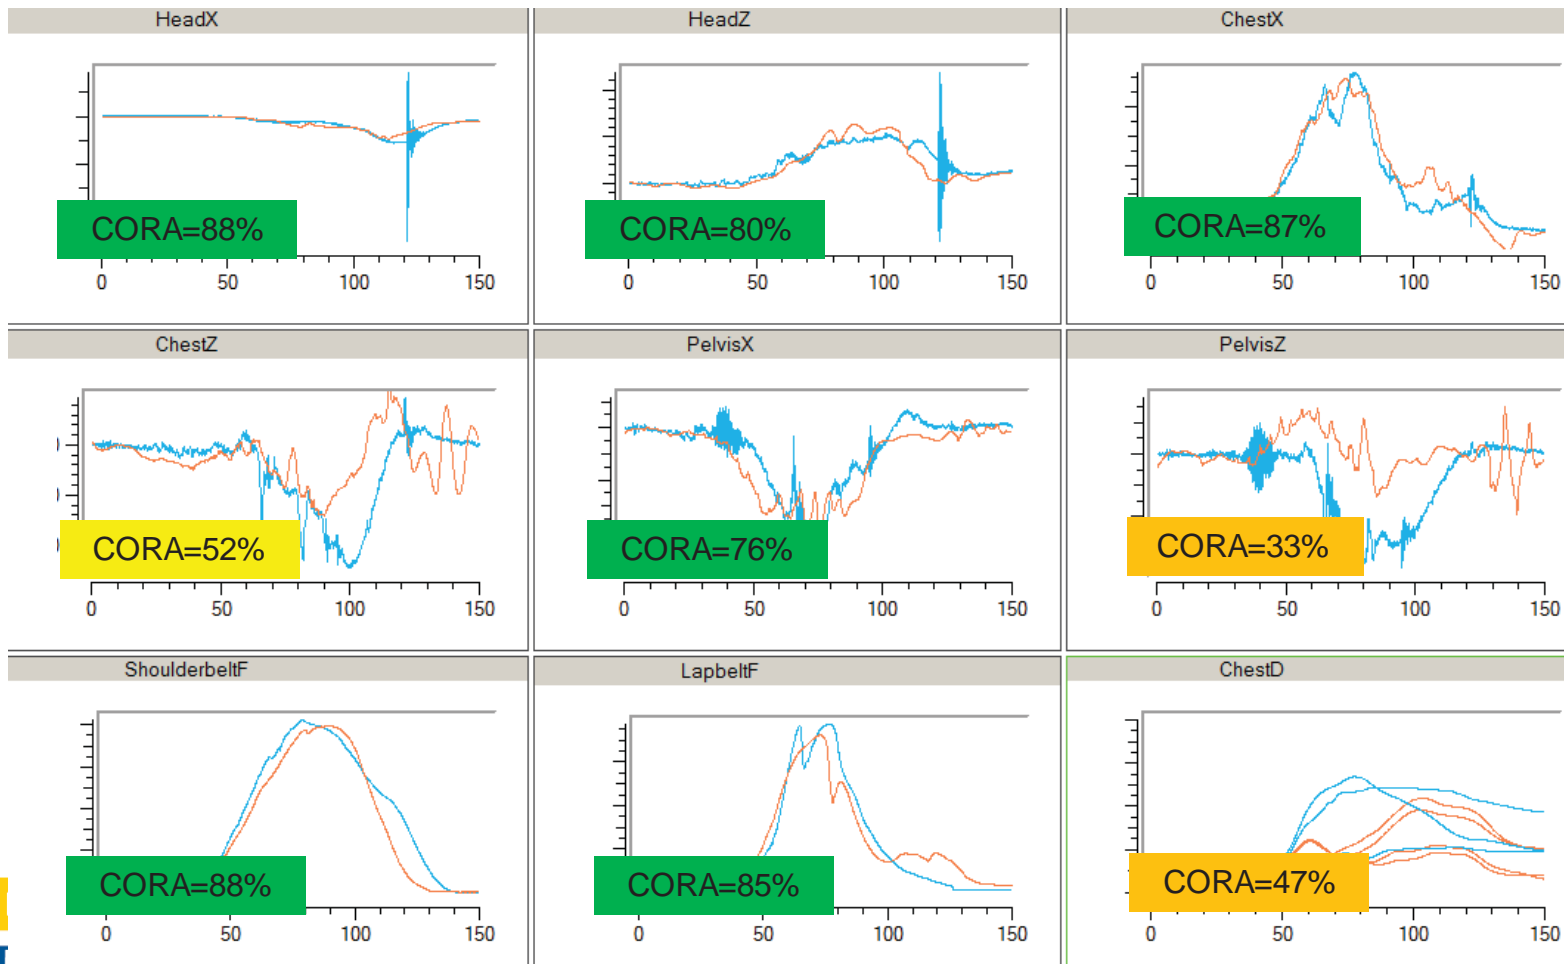 HeadX
HeadZ
ChestX
CORA=88%
CORA=80%
CORA=87%
0 50 100 150
0 50 100 150
0 50 100 150
ChestZ
PelvisX
PelvisZ
CORA=52%
CORA=76%
CORA=33%
0 50 100 150
0 50 100 150
0 50 100 150
ShoulderbeltF
LapbeltF
ChestD
CORA=88%
CORA=85%
CORA=47%
0 50 100 150
0 50 100 150
0 50 100 150